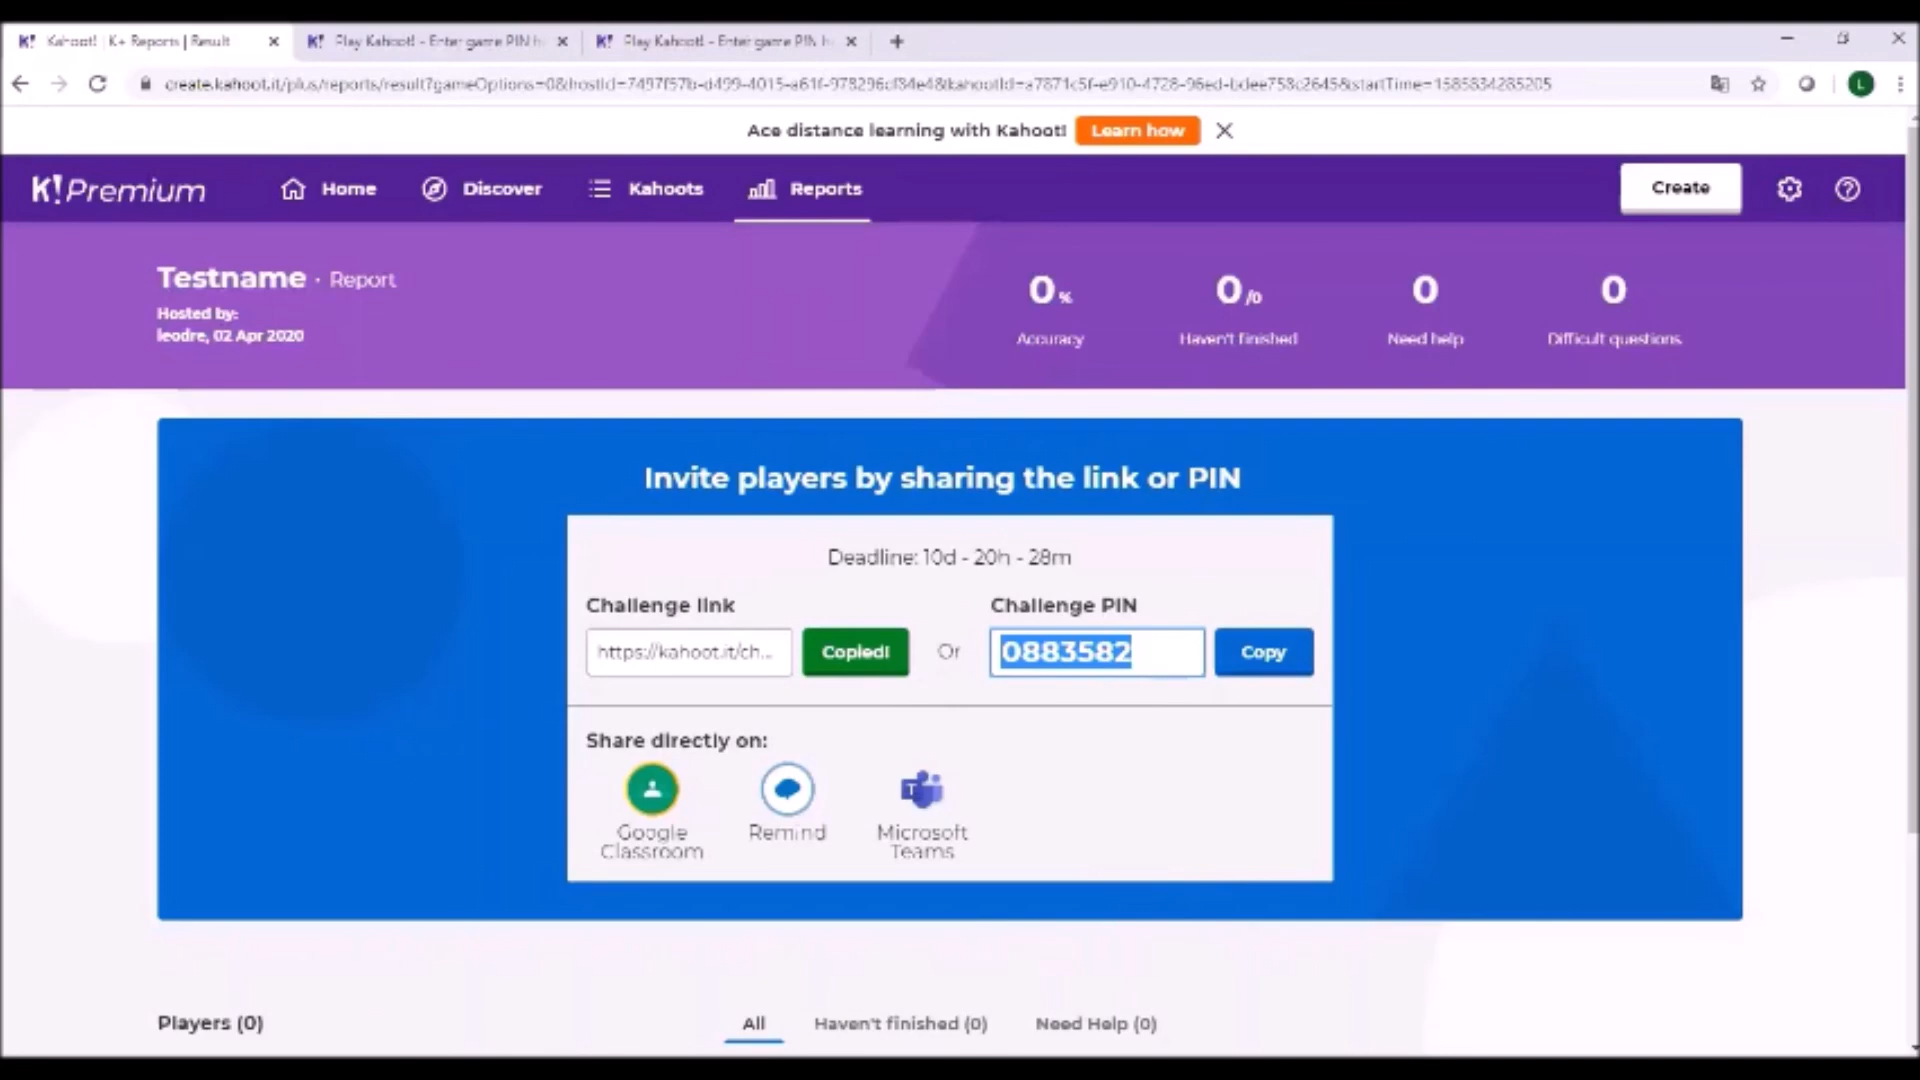 Kahoot! | K+ Reports | Result
Play Kahoot! - Enter game PIN h
Play Kahoot! - Enter game PIN h
L
Ace distance learning with Kahoot! Learn how
K! Premium Home Discover Kahoots Reports Create
Testname · Report
Hosted by:
leodre, 02 Apr 2020
0 % 0 /0 0 0
Accuracy Haven't finished Need help Difficult questions
Invite players by sharing the link or PIN
Deadline: 10d - 20h - 28m
Challenge link Challenge PIN
https://kahoot.it/ch... Copied! Or 0883582 Copy
Share directly on:
Google Classroom
Remind
Microsoft Teams
Players (0) All Haven't finished (0) Need Help (0)